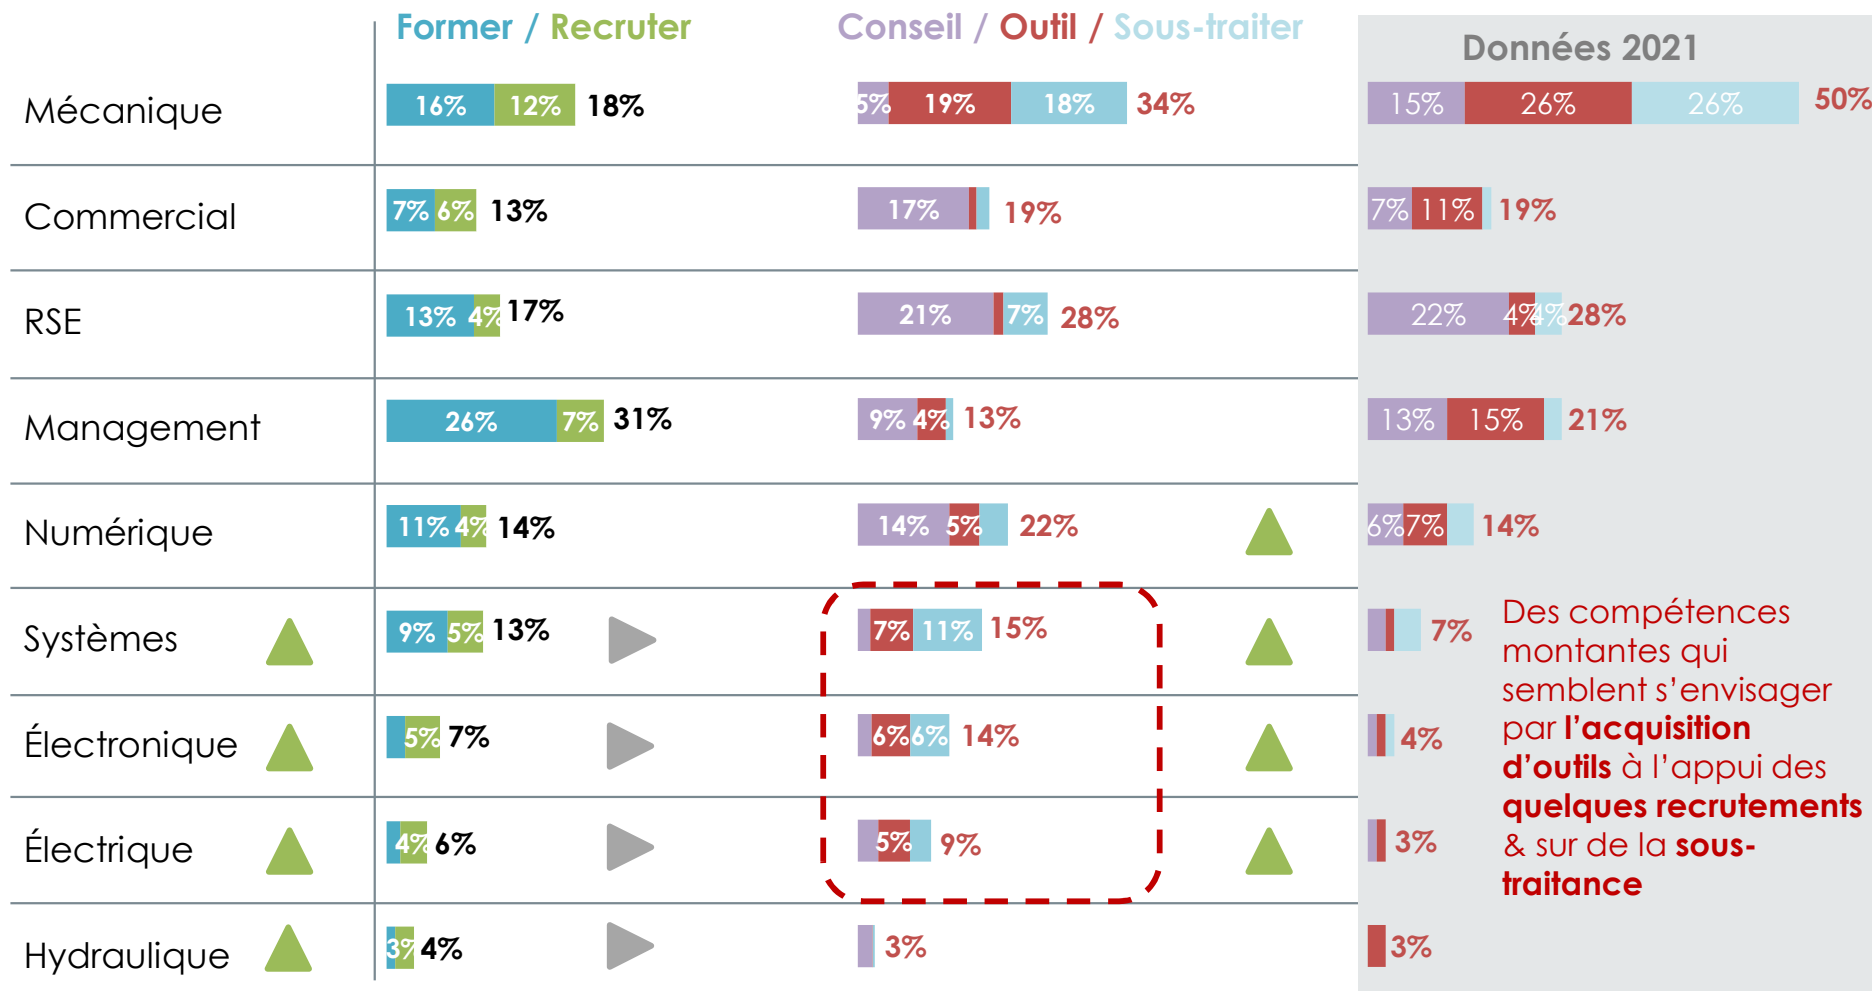 Former / Recruter
Conseil / Outil / Sous-traiter
Données 2021
Mécanique
16% 12% 18%
5% 19% 18% 34%
15% 26% 26% 50%
Commercial
7% 6% 13%
17% 19%
7% 11% 19%
RSE
13% 4% 17%
21% 7% 28%
22% 4% 4% 28%
Management
26% 7% 31%
9% 4% 13%
13% 15% 21%
Numérique
11% 4% 14%
14% 5% 22%
6% 7% 14%
Systèmes
9% 5% 13%
7% 11% 15%
7%
Électronique
5% 7%
6% 6% 14%
4%
Électrique
4% 6%
5% 9%
3%
Hydraulique
3% 4%
3%
3%
Des compétences
montantes qui
semblent s’envisager
par l’acquisition
d’outils à l’appui des
quelques recrutements
& sur de la sous-
traitance